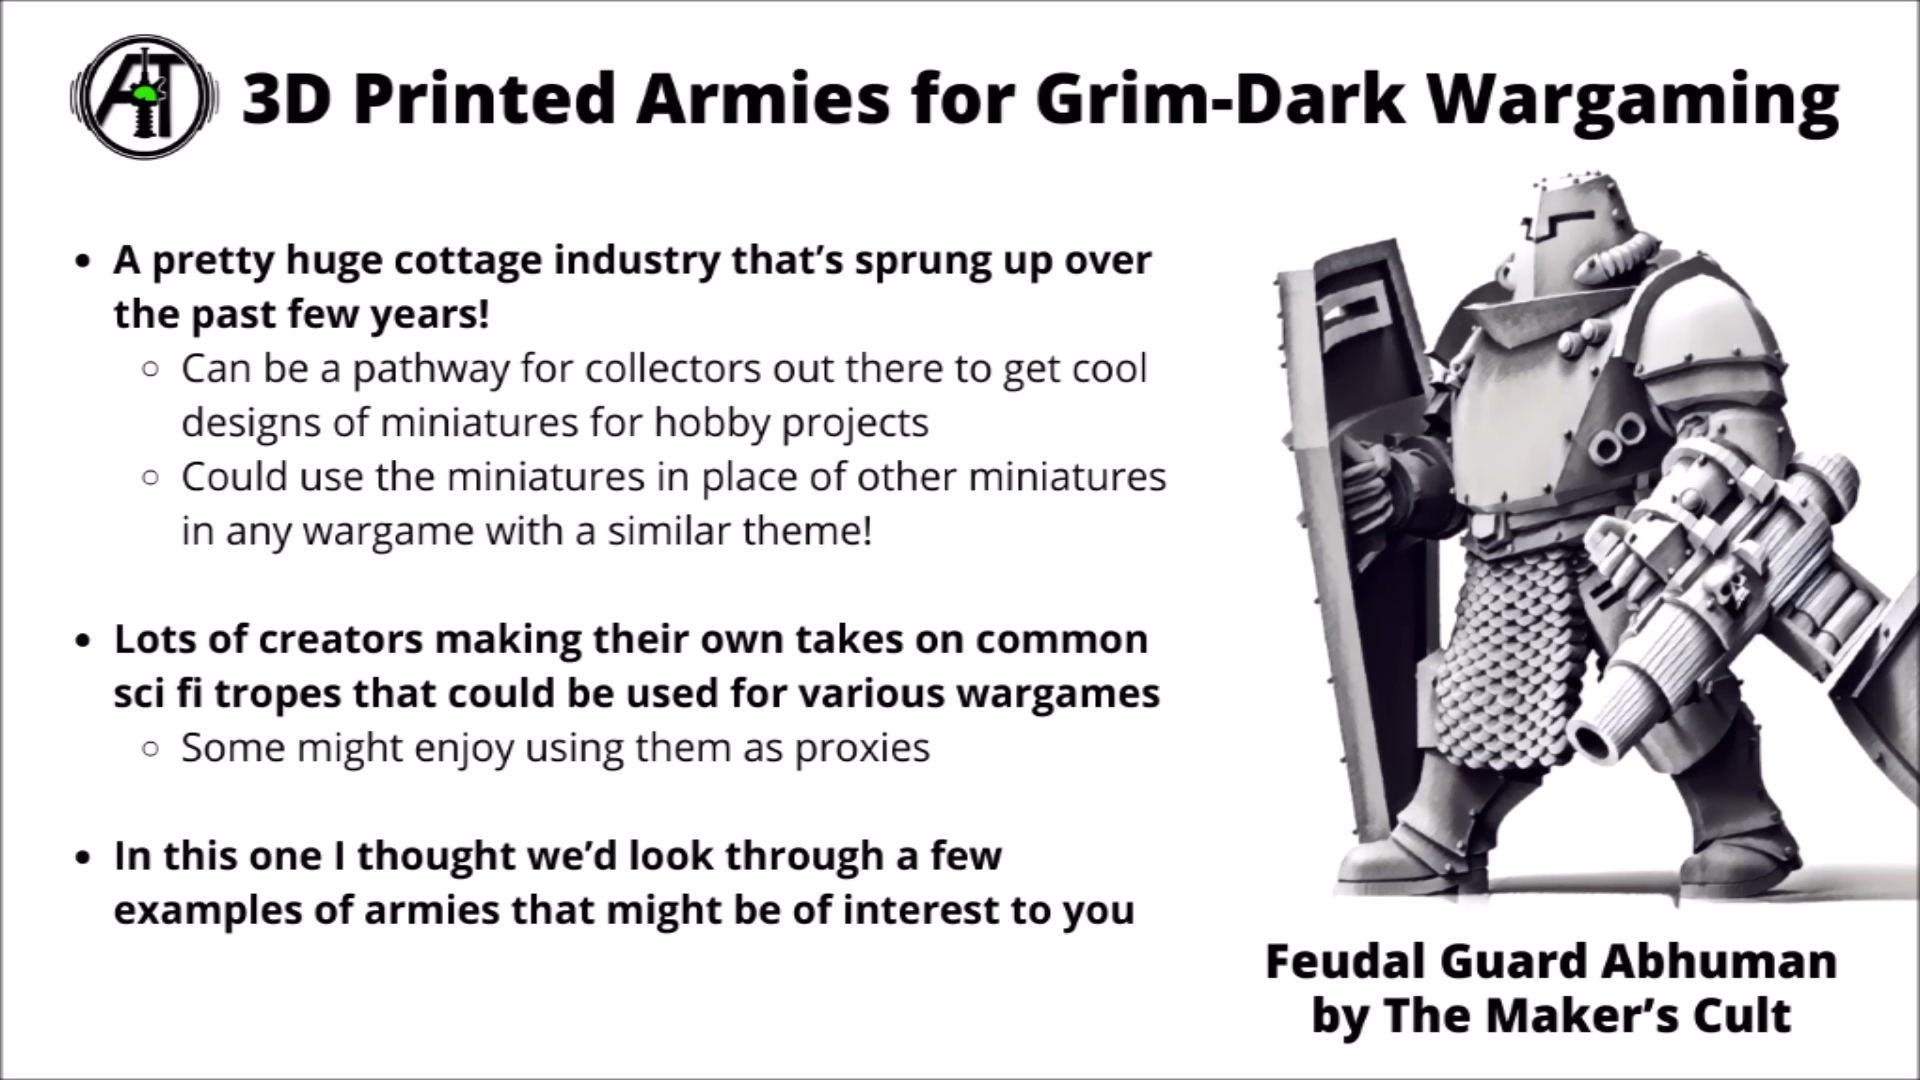 AT
3D Printed Armies for Grim-Dark Wargaming
• A pretty huge cottage industry that’s sprung up over
the past few years!
○ Can be a pathway for collectors out there to get cool
designs of miniatures for hobby projects
○ Could use the miniatures in place of other miniatures
in any wargame with a similar theme!
• Lots of creators making their own takes on common
sci fi tropes that could be used for various wargames
○ Some might enjoy using them as proxies
• In this one I thought we’d look through a few
examples of armies that might be of interest to you
Feudal Guard Abhuman
by The Maker’s Cult